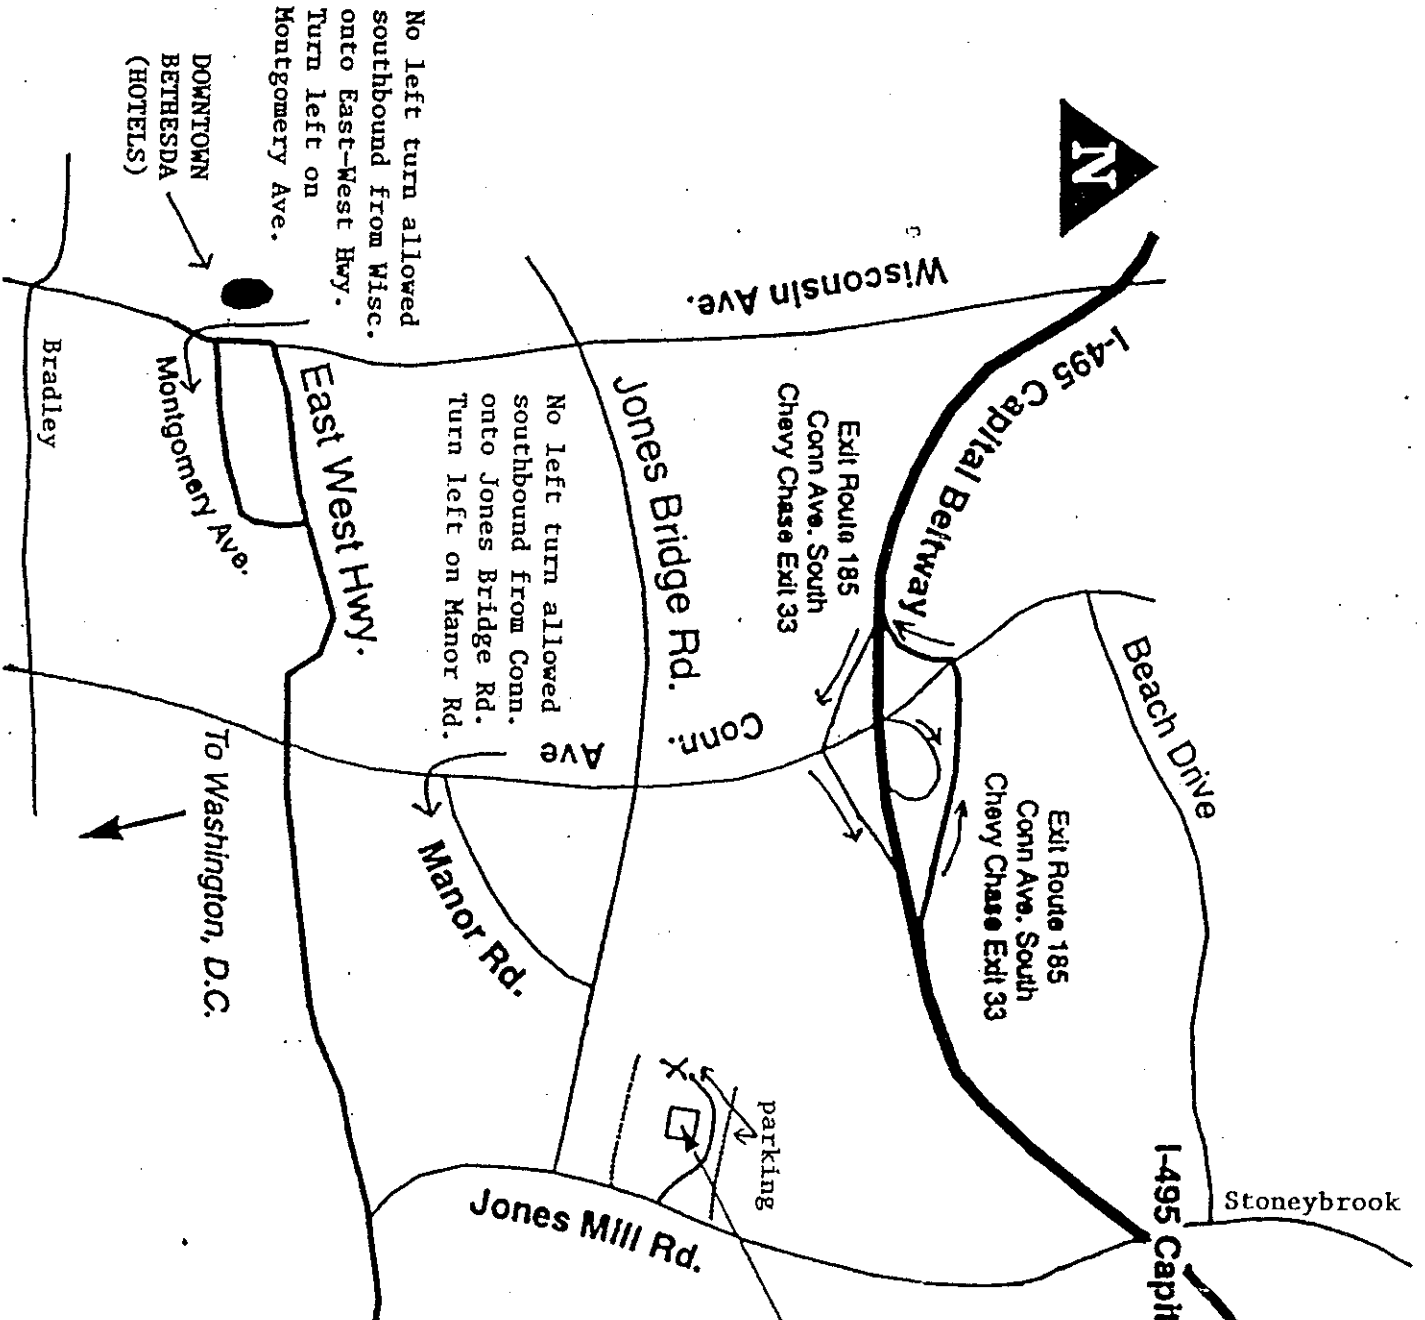 N
No left turn allowed
southbound from Wisc.
onto East-West Hwy.
Turn left on
Montgomery Ave.
DOWNTOWN
BETHESDA
(HOTELS)
Wisconsin Ave.
I-495 Capital Beltway
Exit Route 185
Conn Ave. South
Chevy Chase Exit 33
Jones Bridge Rd.
No left turn allowed
southbound from Conn.
onto Jones Bridge Rd.
Turn left on Manor Rd.
East West Hwy.
Montgomery Ave.
Bradley
Beach Drive
Exit Route 185
Conn Ave. South
Chevy Chase Exit 33
Conn.
Ave
Manor Rd.
To Washington, D.C.
parking
X
Jones Mill Rd.
Stoneybrook
I-495 Capit